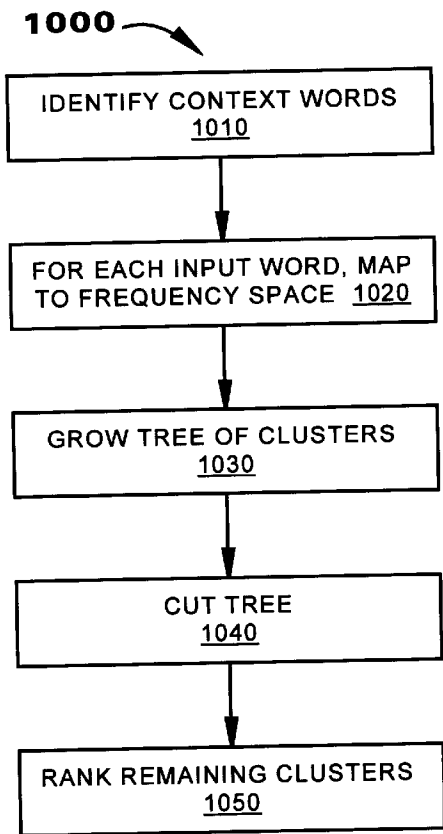 1000
IDENTIFY CONTEXT WORDS
1010
FOR EACH INPUT WORD, MAP
TO FREQUENCY SPACE 1020
GROW TREE OF CLUSTERS
1030
CUT TREE
1040
RANK REMAINING CLUSTERS
1050